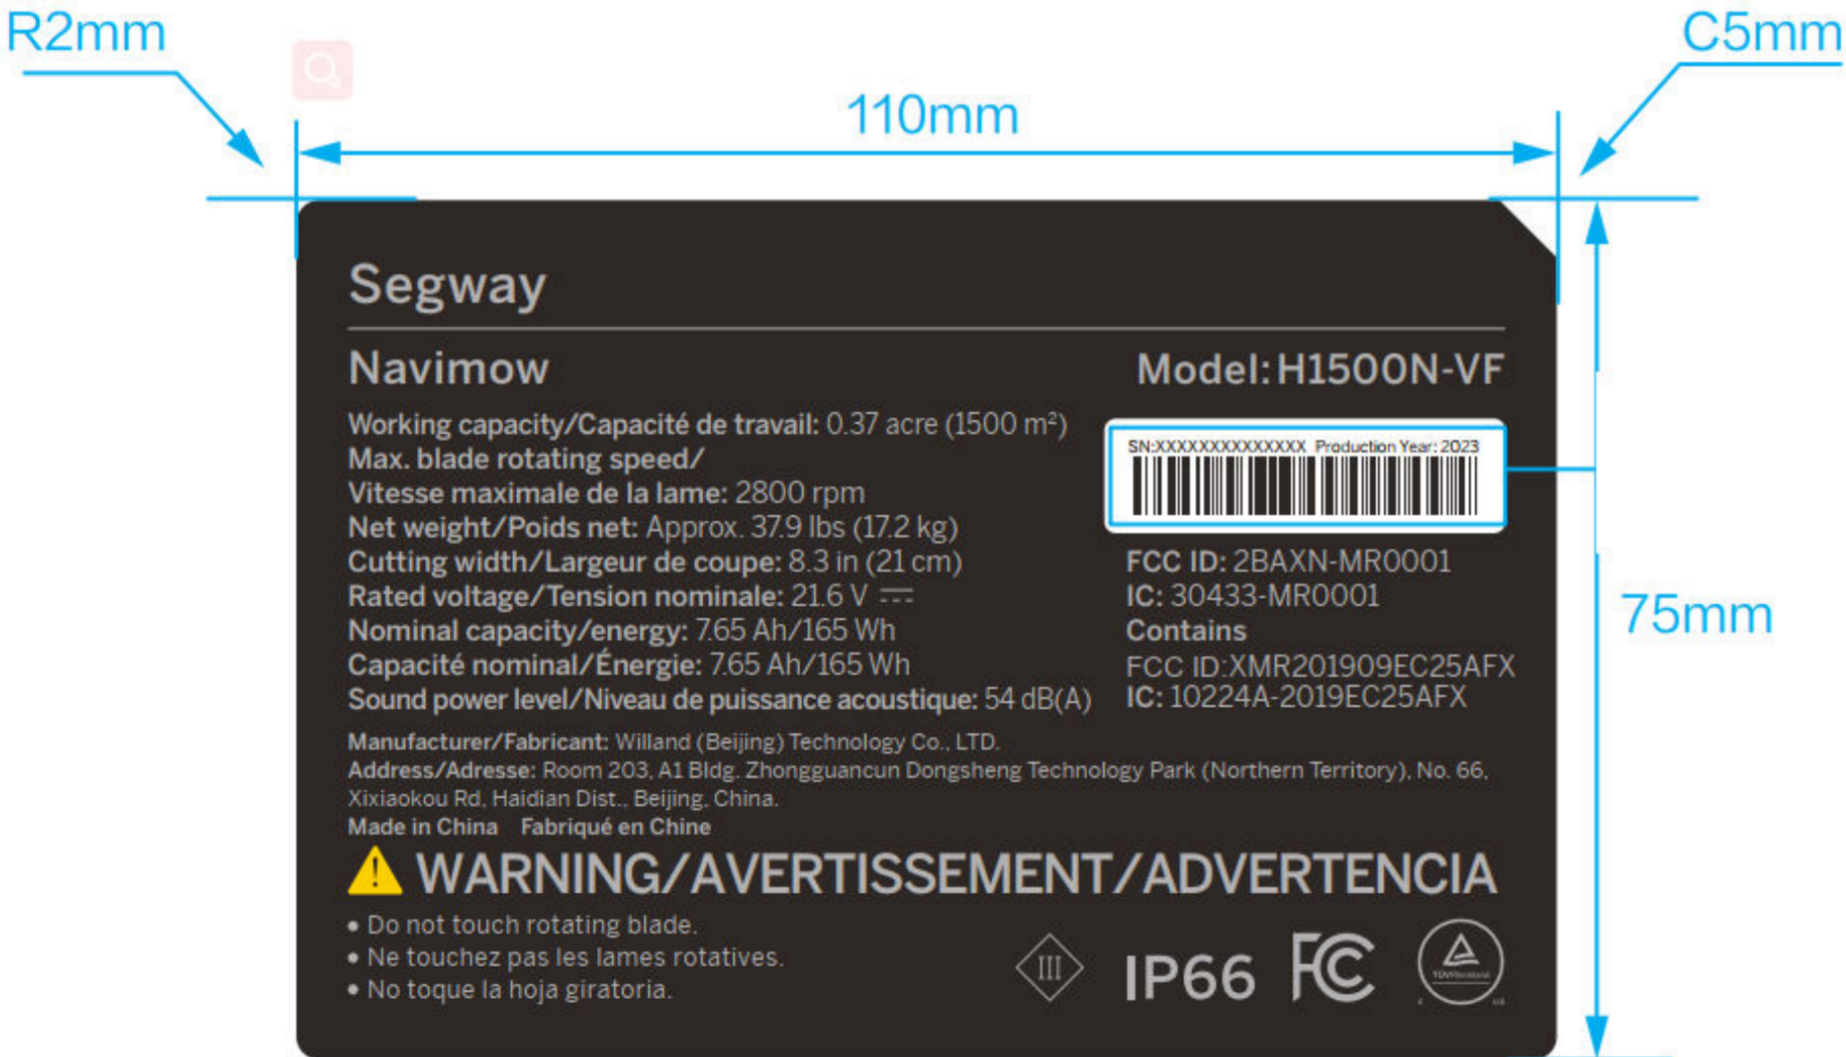 R2mm
C5mm
110mm
Segway
Navimow
Model: H1500N-VF
Working capacity/Capacité de travail: 0.37 acre (1500 m²)
Max. blade rotating speed/
Vitesse maximale de la lame: 2800 rpm
Net weight/Poids net: Approx. 37.9 lbs (17.2 kg)
Cutting width/Largeur de coupe: 8.3 in (21 cm)
Rated voltage/Tension nominale: 21.6 V
Nominal capacity/energy: 7.65 Ah/165 Wh
Capacité nominal/Énergie: 7.65 Ah/165 Wh
Sound power level/Niveau de puissance acoustique: 54 dB(A)
SN:XXXXXXXXXXXXXX Production Year: 2023
FCC ID: 2BAXN-MR0001
IC: 30433-MR0001
Contains
FCC ID:XMR201909EC25AFX
IC: 10224A-2019EC25AFX
75mm
Manufacturer/Fabricant: Willand (Beijing) Technology Co., LTD.
Address/Adresse: Room 203, A1 Bldg. Zhongguancun Dongsheng Technology Park (Northern Territory), No. 66,
Xixiaokou Rd, Haidian Dist., Beijing, China.
Made in China Fabriqué en Chine
WARNING/AVERTISSEMENT/ADVERTENCIA
• Do not touch rotating blade.
• Ne touchez pas les lames rotatives.
• No toque la hoja giratoria.
III
IP66
FC